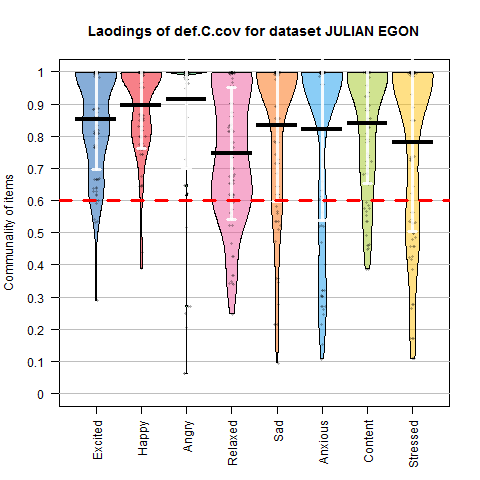 Laodings of def.C.cov for dataset JULIAN EGON
Communality of items
1
0.9
0.8
0.7
0.6
0.5
0.4
0.3
0.2
0.1
0
Excited
Happy
Angry
Relaxed
Sad
Anxious
Content
Stressed